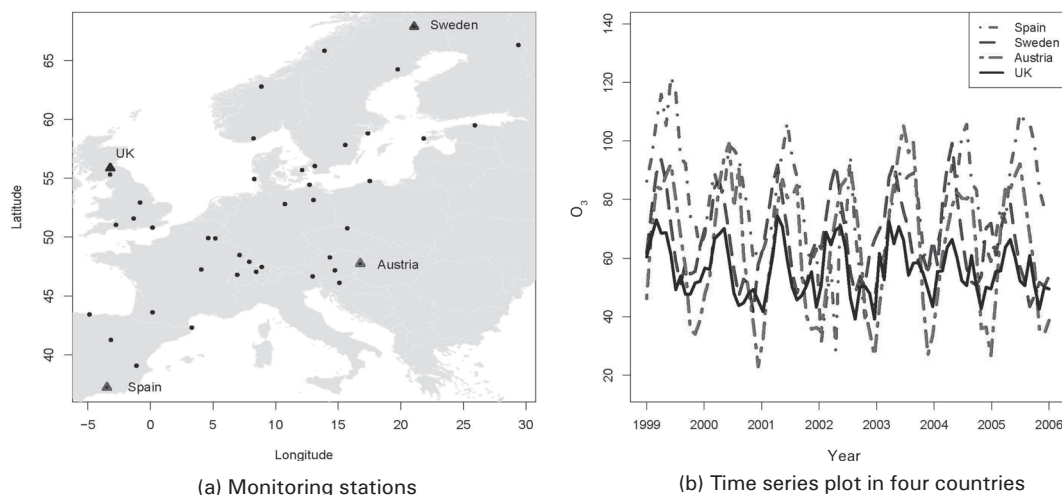 Sweden
UK
Austria
Spain
65
60
55
50
45
40
Latitude
−5 0 5 10 15 20 25 30
Longitude
(a) Monitoring stations
140
120
100
80
60
40
20
O3
Spain
Sweden
Austria
UK
1999 2000 2001 2002 2003 2004 2005 2006
Year
(b) Time series plot in four countries